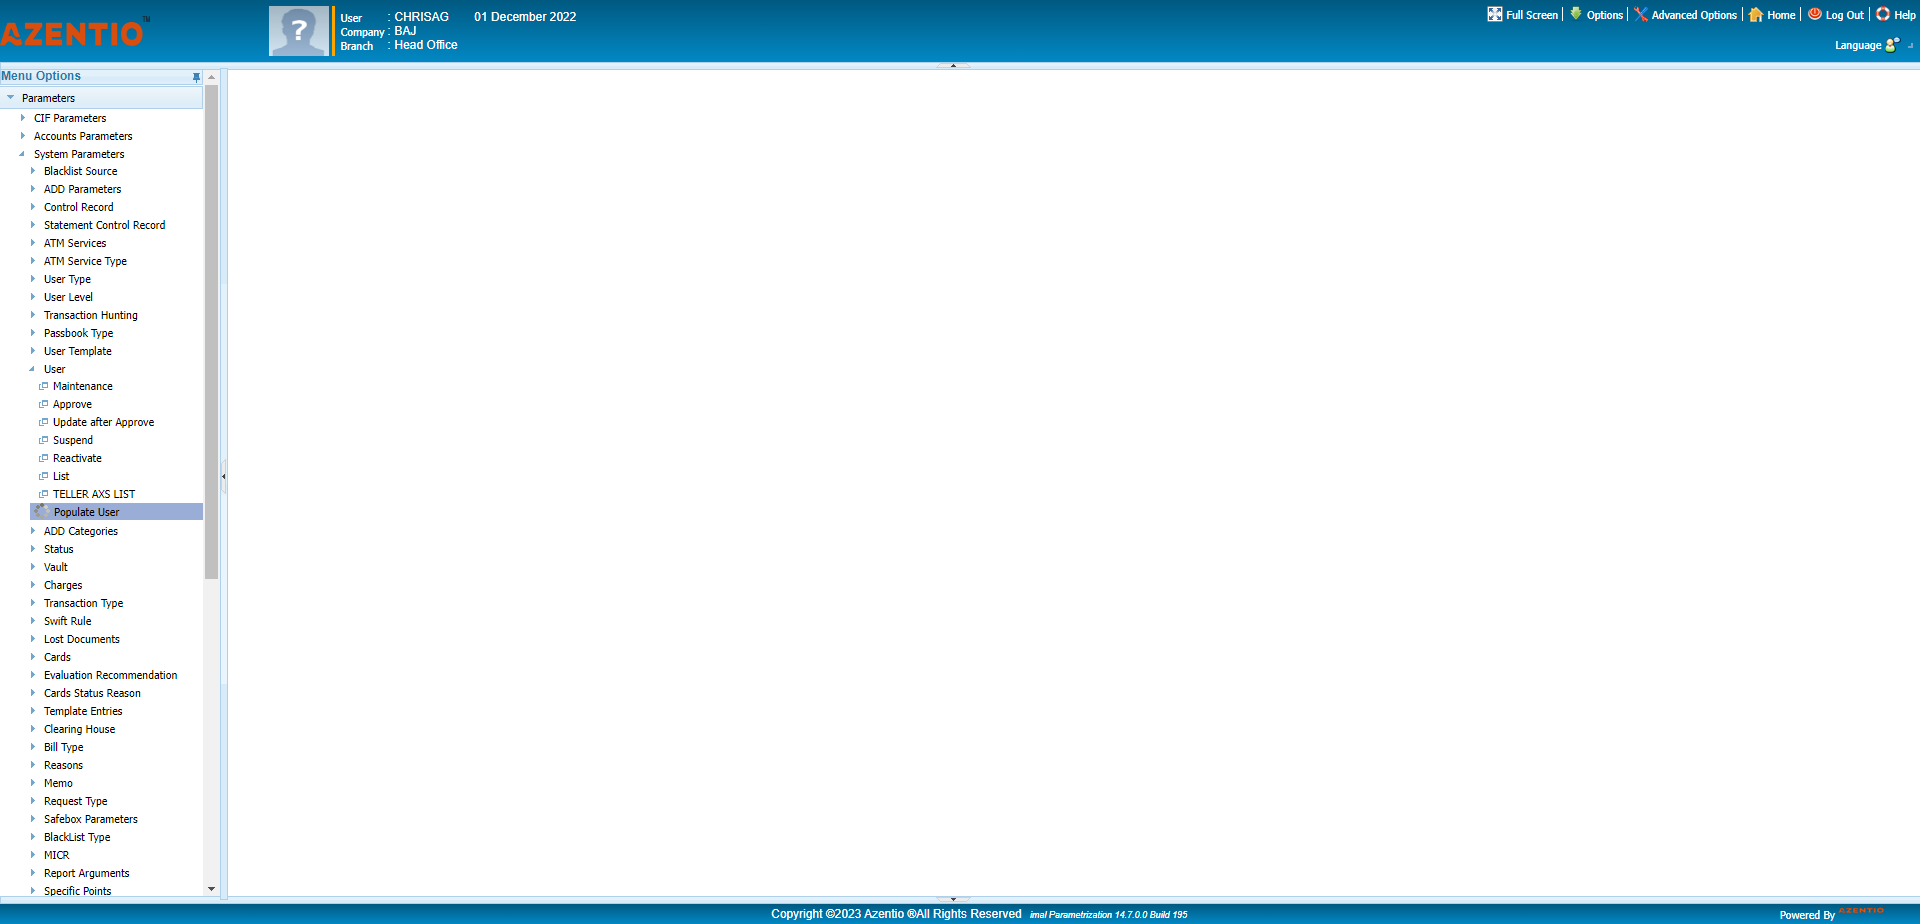 AZENTIO™
User : CHRISAG 01 December 2022
Company : BAJ
Branch : Head Office
Full Screen Options Advanced Options Home Log Out Help
Language
Menu Options
Parameters
CIF Parameters
Accounts Parameters
System Parameters
Blacklist Source
ADD Parameters
Control Record
Statement Control Record
ATM Services
ATM Service Type
User Type
User Level
Transaction Hunting
Passbook Type
User Template
User
Maintenance
Approve
Update after Approve
Suspend
Reactivate
List
TELLER AXS LIST
Populate User
ADD Categories
Status
Vault
Charges
Transaction Type
Swift Rule
Lost Documents
Cards
Evaluation Recommendation
Cards Status Reason
Template Entries
Clearing House
Bill Type
Reasons
Memo
Request Type
Safebox Parameters
BlackList Type
MICR
Report Arguments
Specific Points
Copyright ©2023 Azentio ®All Rights Reserved imal Parametrization 14.7.0.0 Build 195
Powered By AZENTIO